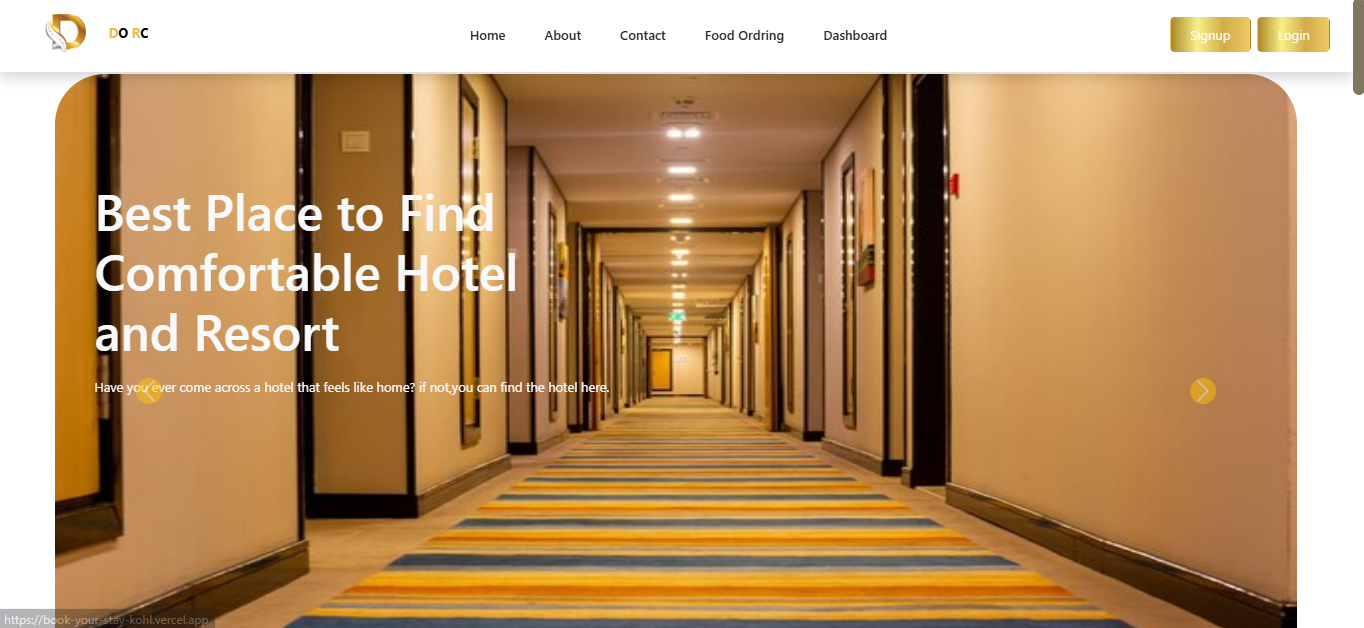 DO RC
Home
About
Contact
Food Ordring
Dashboard
Signup
Login
Best Place to Find
Comfortable Hotel
and Resort
Have you ever come across a hotel that feels like home? if not,you can find the hotel here.
https://book-your-stay-kohl.vercel.app